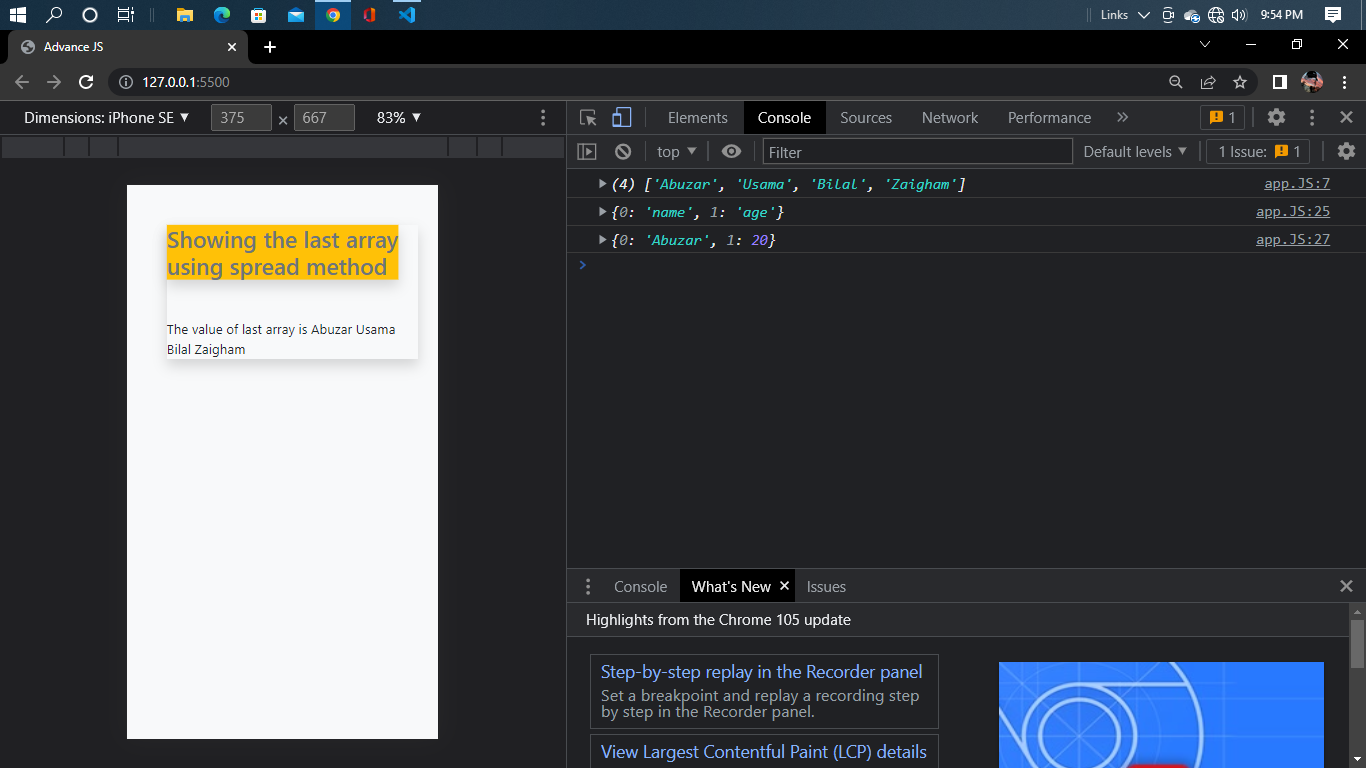 Links
9:54 PM
Advance JS
127.0.0.1:5500
Dimensions: iPhone SE ▼ 375 × 667 83% ▼
Elements Console Sources Network Performance » 1
top ▼ Filter Default levels ▼ 1 Issue: 1
Showing the last array
using spread method
The value of last array is Abuzar Usama
Bilal Zaigham
(4) ['Abuzar', 'Usama', 'Bilal', 'Zaigham'] app.JS:7
{0: 'name', 1: 'age'} app.JS:25
{0: 'Abuzar', 1: 20} app.JS:27
Console What's New Issues
Highlights from the Chrome 105 update
Step-by-step replay in the Recorder panel
Set a breakpoint and replay a recording step
by step in the Recorder panel.
View Largest Contentful Paint (LCP) details